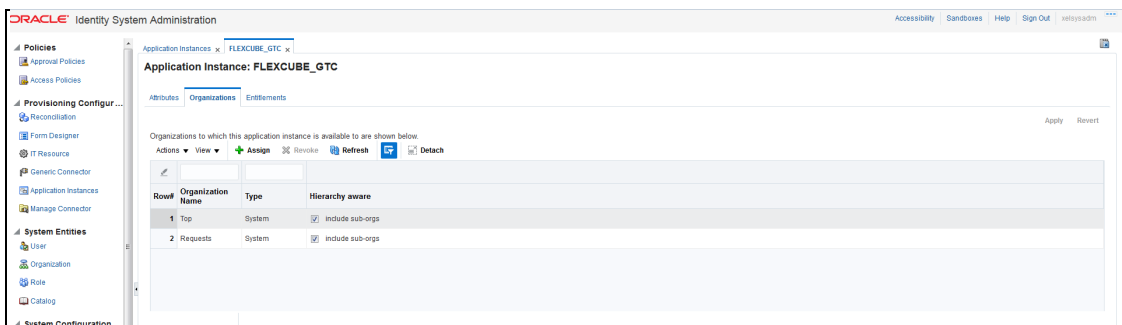 ORACLE Identity System Administration
Accessibility Sandboxes Help Sign Out xelsysadm
Policies
Approval Policies
Access Policies
Provisioning Configur...
Reconciliation
Form Designer
IT Resource
Generic Connector
Application Instances
Manage Connector
System Entities
User
Organization
Role
Catalog
System Configuration
Application Instances x FLEXCUBE_GTC x
Application Instance: FLEXCUBE_GTC
Attributes Organizations Entitlements
Apply Revert
Organizations to which this application instance is available to are shown below.
Actions View Assign Revoke Refresh Detach
Row# Organization Name Type Hierarchy aware
1 Top System include sub-orgs
2 Requests System include sub-orgs